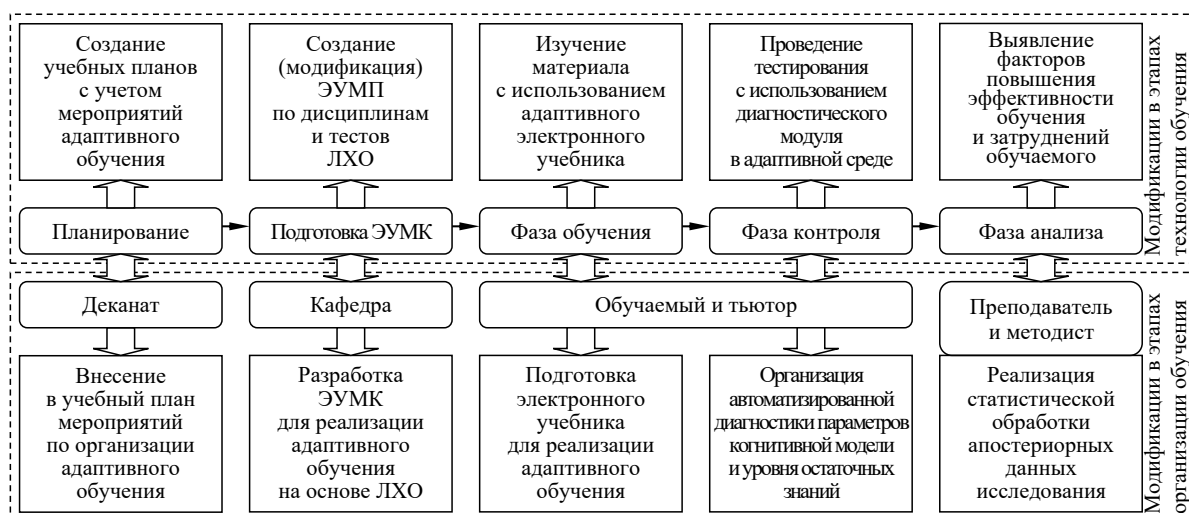 Создание
учебных планов
с учетом
мероприятий
адаптивного
обучения
Создание
(модификация)
ЭУМП
по дисциплинам
и тестов
ЛХО
Изучение
материала
с использованием
адаптивного
электронного
учебника
Проведение
тестирования
с использованием
диагностического
модуля
в адаптивной среде
Выявление
факторов
повышения
эффективности
обучения
и затруднений
обучаемого
Модификации в этапах
технологии обучения
Планирование
Подготовка ЭУМК
Фаза обучения
Фаза контроля
Фаза анализа
Деканат
Кафедра
Обучаемый и тьютор
Преподаватель
и методист
Модификации в этапах
организации обучения
Внесение
в учебный план
мероприятий
по организации
адаптивного
обучения
Разработка
ЭУМК
для реализации
адаптивного
обучения
на основе ЛХО
Подготовка
электронного
учебника
для реализации
адаптивного
обучения
Организация
автоматизированной
диагностики параметров
когнитивной модели
и уровня остаточных
знаний
Реализация
статистической
обработки
апостериорных
данных
исследования